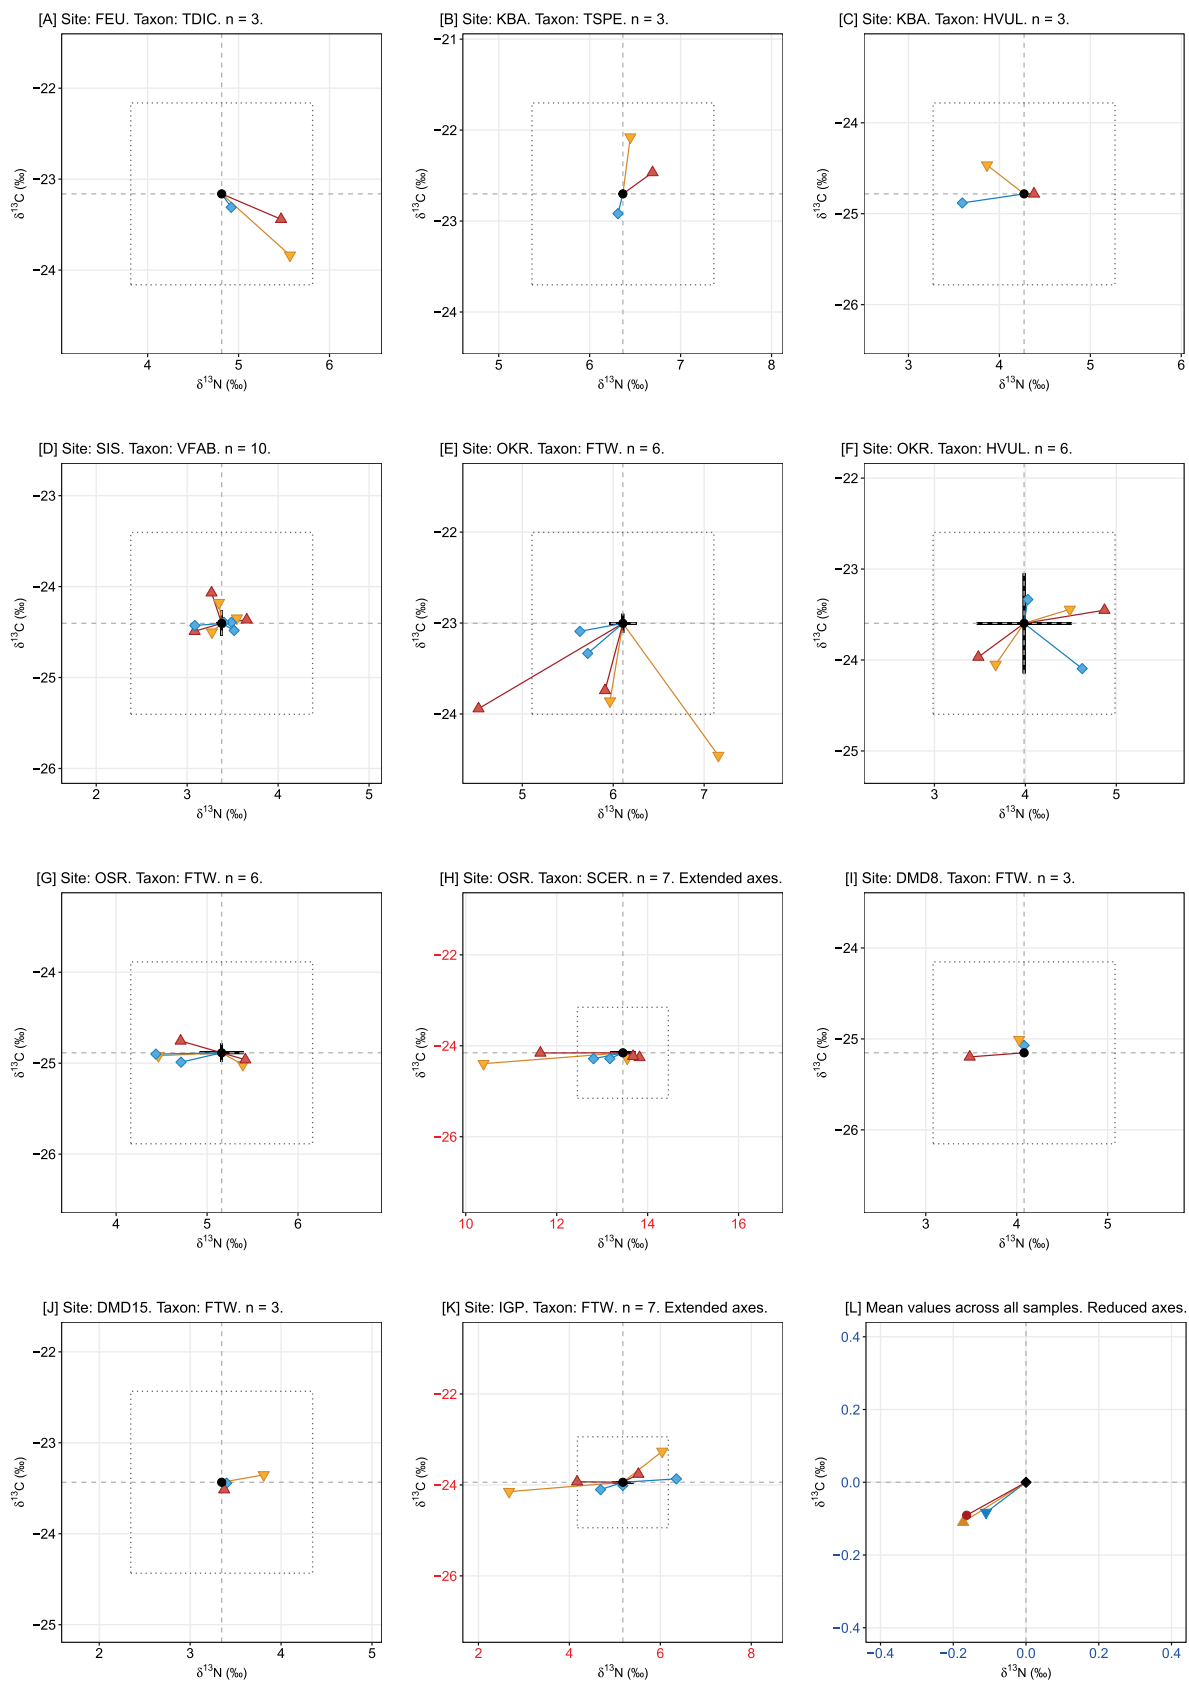 [A] Site: FEU. Taxon: TDIC. n = 3.
−22
−23
−24
δ13C (‰)
4 5 6
δ13N (‰)
[B] Site: KBA. Taxon: TSPE. n = 3.
−21
−22
−23
−24
δ13C (‰)
5 6 7 8
δ13N (‰)
[C] Site: KBA. Taxon: HVUL. n = 3.
−24
−25
−26
δ13C (‰)
3 4 5 6
δ13N (‰)
[D] Site: SIS. Taxon: VFAB. n = 10.
−23
−24
−25
−26
δ13C (‰)
2 3 4 5
δ13N (‰)
[E] Site: OKR. Taxon: FTW. n = 6.
−22
−23
−24
δ13C (‰)
5 6 7
δ13N (‰)
[F] Site: OKR. Taxon: HVUL. n = 6.
−22
−23
−24
−25
δ13C (‰)
3 4 5
δ13N (‰)
[G] Site: OSR. Taxon: FTW. n = 6.
−24
−25
−26
δ13C (‰)
4 5 6
δ13N (‰)
[H] Site: OSR. Taxon: SCER. n = 7. Extended axes.
−22
−24
−26
δ13C (‰)
10 12 14 16
δ13N (‰)
[I] Site: DMD8. Taxon: FTW. n = 3.
−24
−25
−26
δ13C (‰)
3 4 5
δ13N (‰)
[J] Site: DMD15. Taxon: FTW. n = 3.
−22
−23
−24
−25
δ13C (‰)
2 3 4 5
δ13N (‰)
[K] Site: IGP. Taxon: FTW. n = 7. Extended axes.
−22
−24
−26
δ13C (‰)
2 4 6 8
δ13N (‰)
[L] Mean values across all samples. Reduced axes.
0.4
0.2
0.0
−0.2
−0.4
δ13C (‰)
−0.4 −0.2 0.0 0.2 0.4
δ13N (‰)